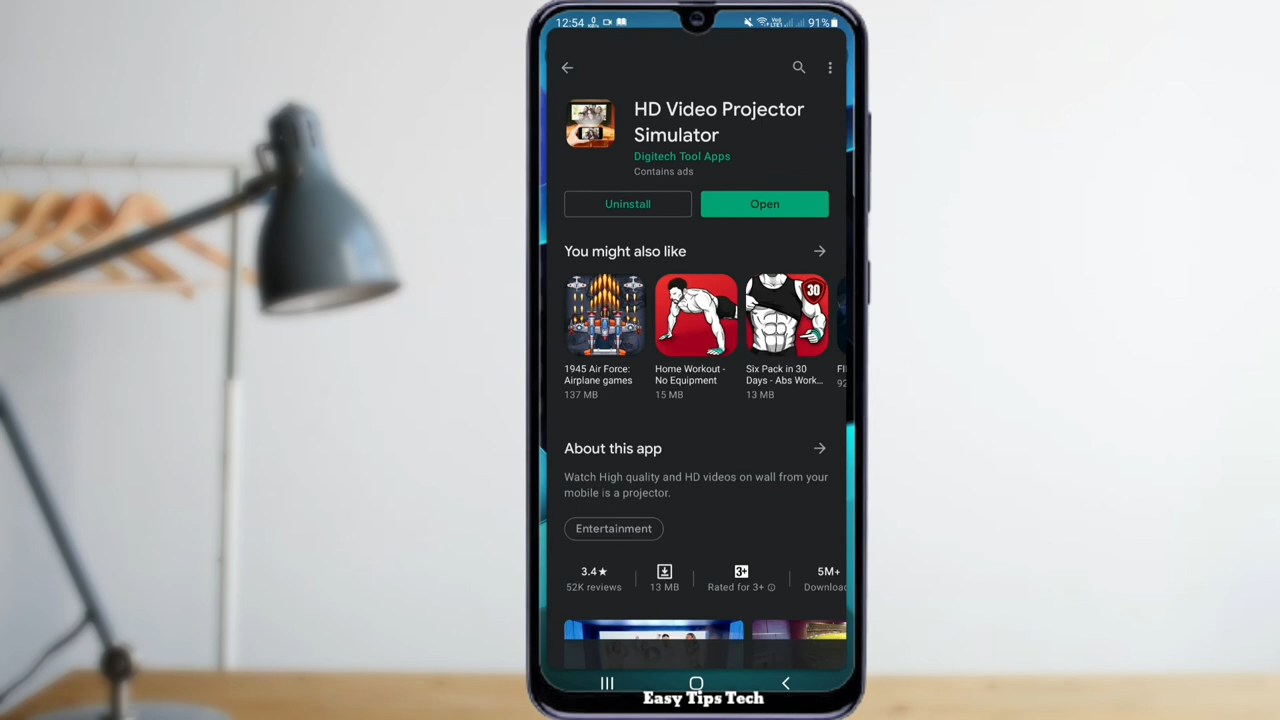 12:54
91%
HD Video Projector
Simulator
Digitech Tool Apps
Contains ads
Uninstall
Open
You might also like
30
1945 Air Force:
Airplane games
137 MB
Home Workout -
No Equipment
15 MB
Six Pack in 30
Days - Abs Work...
13 MB
FI
92
About this app
Watch High quality and HD videos on wall from your
mobile is a projector.
Entertainment
3.4★
52K reviews
13 MB
3+
Rated for 3+
5M+
Download
Easy Tips Tech